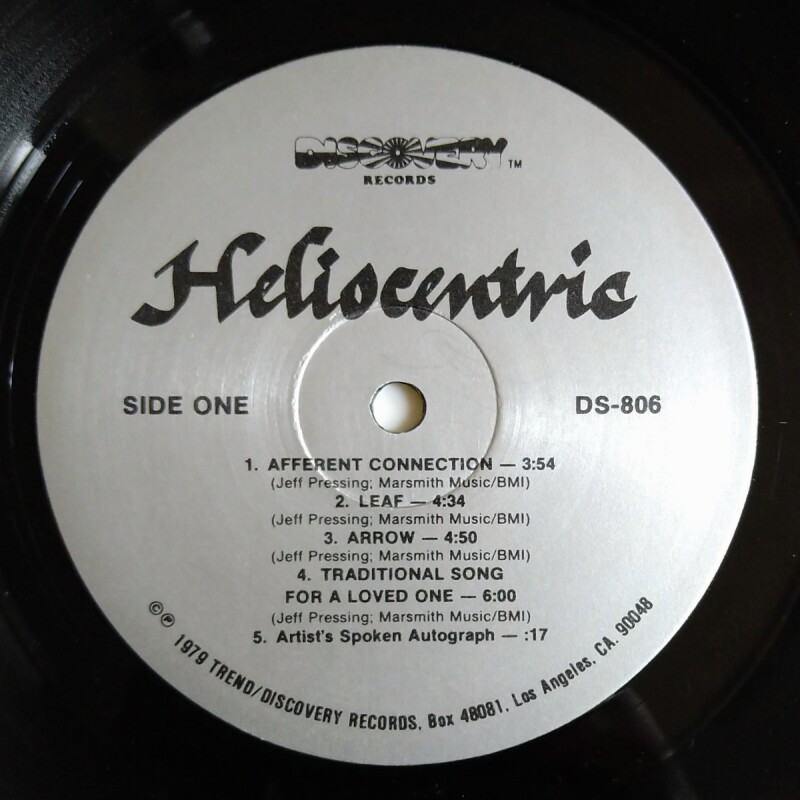 DISCOVERY™
RECORDS
Heliocentric
SIDE ONE
DS-806
1. AFFERENT CONNECTION — 3:54
(Jeff Pressing; Marsmith Music/BMI)
2. LEAF — 4:34
(Jeff Pressing; Marsmith Music/BMI)
3. ARROW — 4:50
(Jeff Pressing; Marsmith Music/BMI)
4. TRADITIONAL SONG
FOR A LOVED ONE — 6:00
(Jeff Pressing; Marsmith Music/BMI)
5. Artist's Spoken Autograph — :17
©℗ 1979 TREND/DISCOVERY RECORDS, Box 48081, Los Angeles, CA. 90048